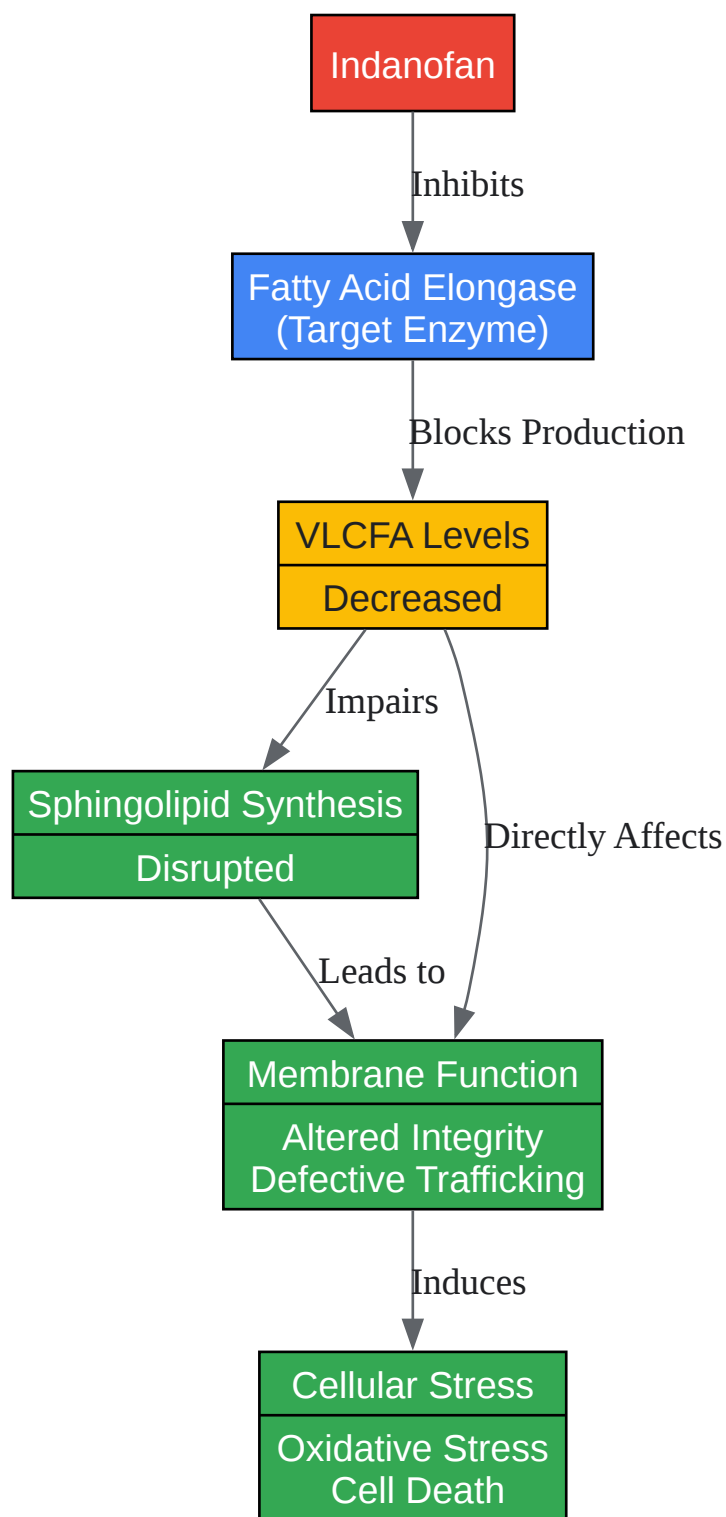 Indanofan
Inhibits
Fatty Acid Elongase
(Target Enzyme)
Blocks Production
VLCFA Levels
Decreased
Impairs
Sphingolipid Synthesis
Disrupted
Directly Affects
Leads to
Membrane Function
Altered Integrity
Defective Trafficking
Induces
Cellular Stress
Oxidative Stress
Cell Death